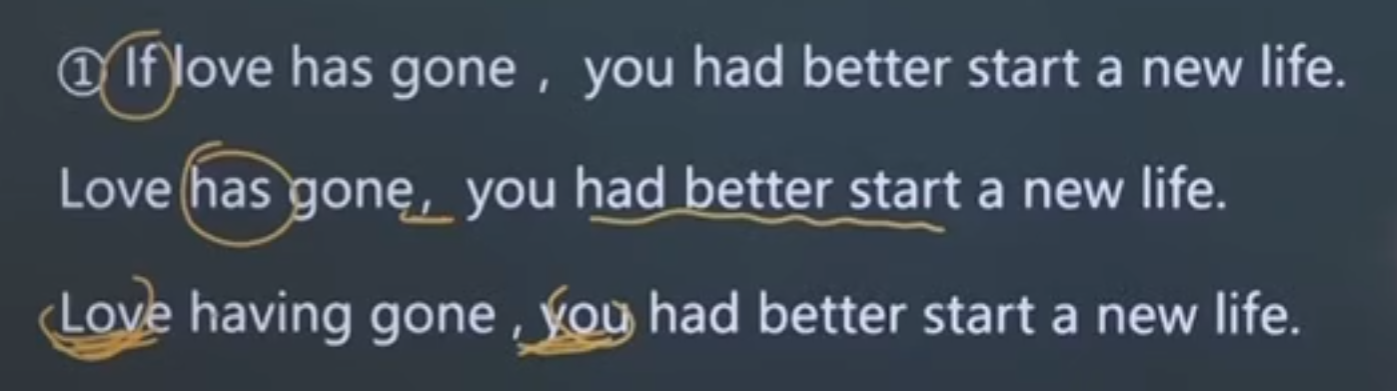 ① If love has gone , you had better start a new life.
Love has gone, you had better start a new life.
Love having gone , you had better start a new life.